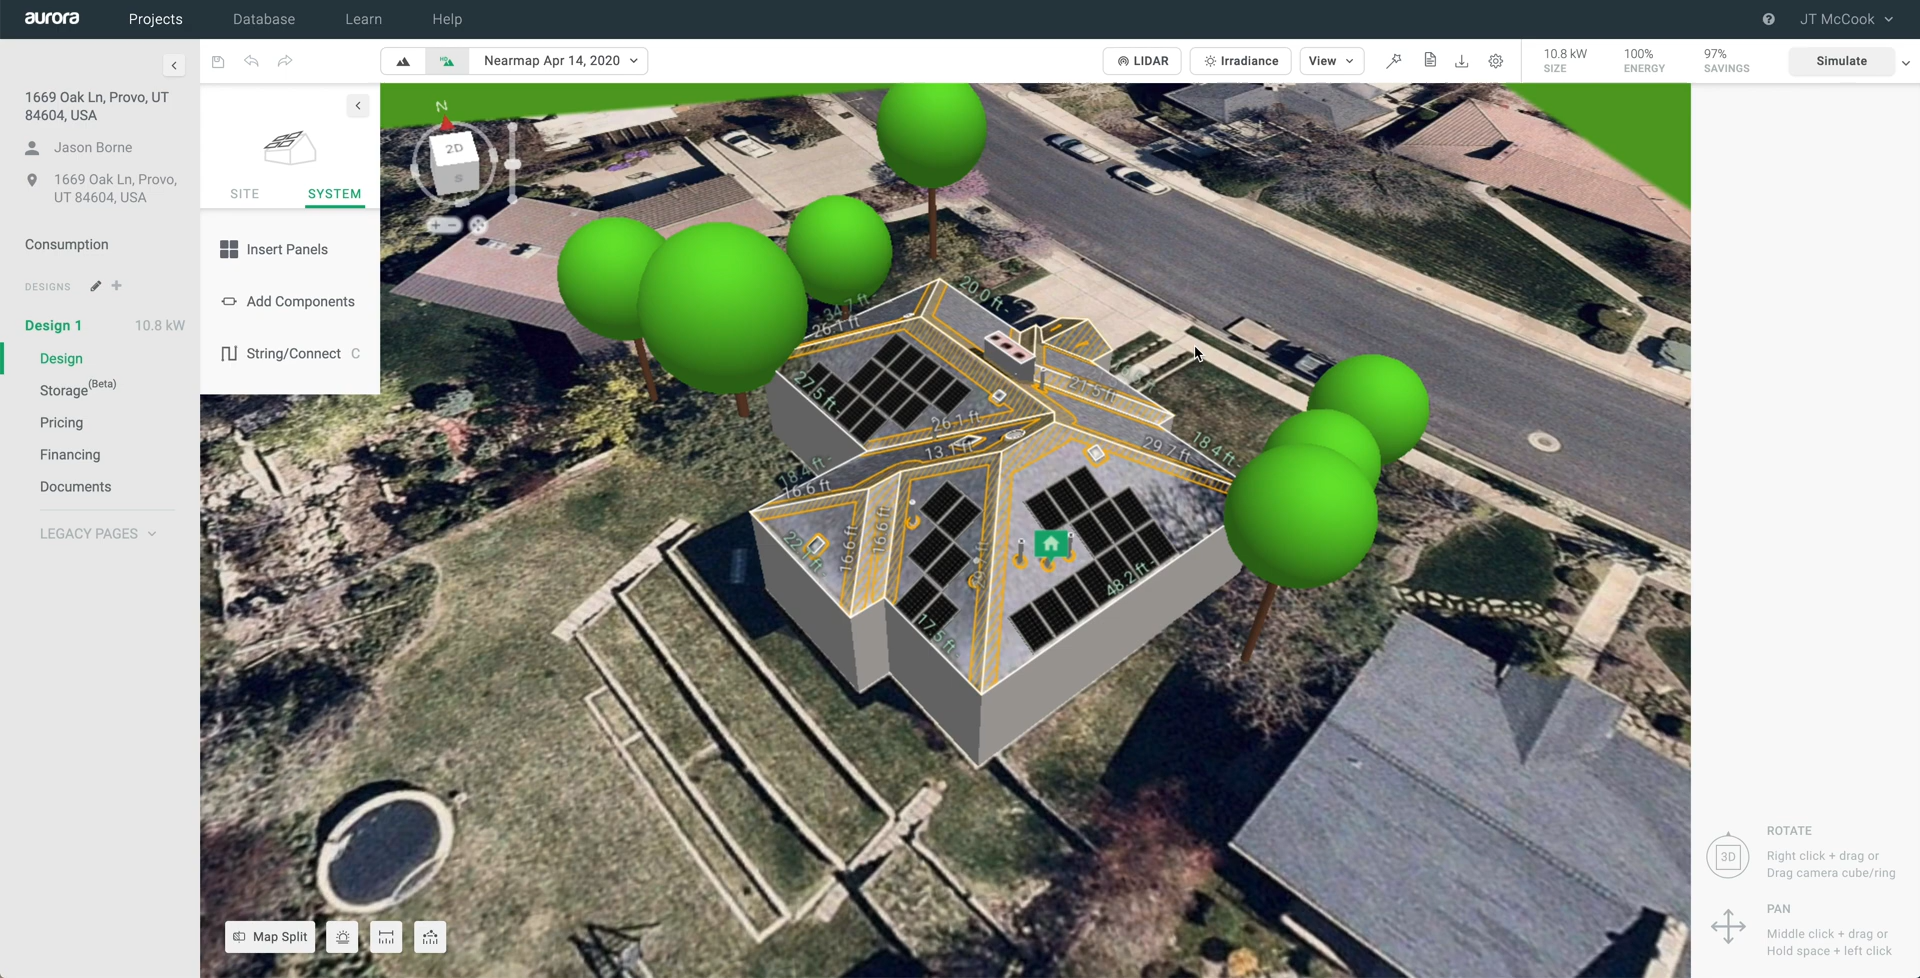 aurora
Projects
Database
Learn
Help
JT McCook
1669 Oak Ln, Provo, UT
84604, USA
Jason Borne
1669 Oak Ln, Provo,
UT 84604, USA
Consumption
DESIGNS
Design 1
10.8 kW
Design
Storage(Beta)
Pricing
Financing
Documents
LEGACY PAGES
Nearmap Apr 14, 2020
LIDAR
Irradiance
View
10.8 kW
SIZE
100%
ENERGY
97%
SAVINGS
Simulate
SITE
SYSTEM
Insert Panels
Add Components
String/Connect C
N
2D
S
34.7 ft
26.1 ft
20.0 ft
27.5 ft
21.5 ft
26.1 ft
13.1 ft
29.7 ft
18.4 ft
18.4 ft
16.6 ft
16.6 ft
16.6 ft
17.5 ft
48.2 ft
Map Split
3D
ROTATE
Right click + drag or
Drag camera cube/ring
PAN
Middle click + drag or
Hold space + left click